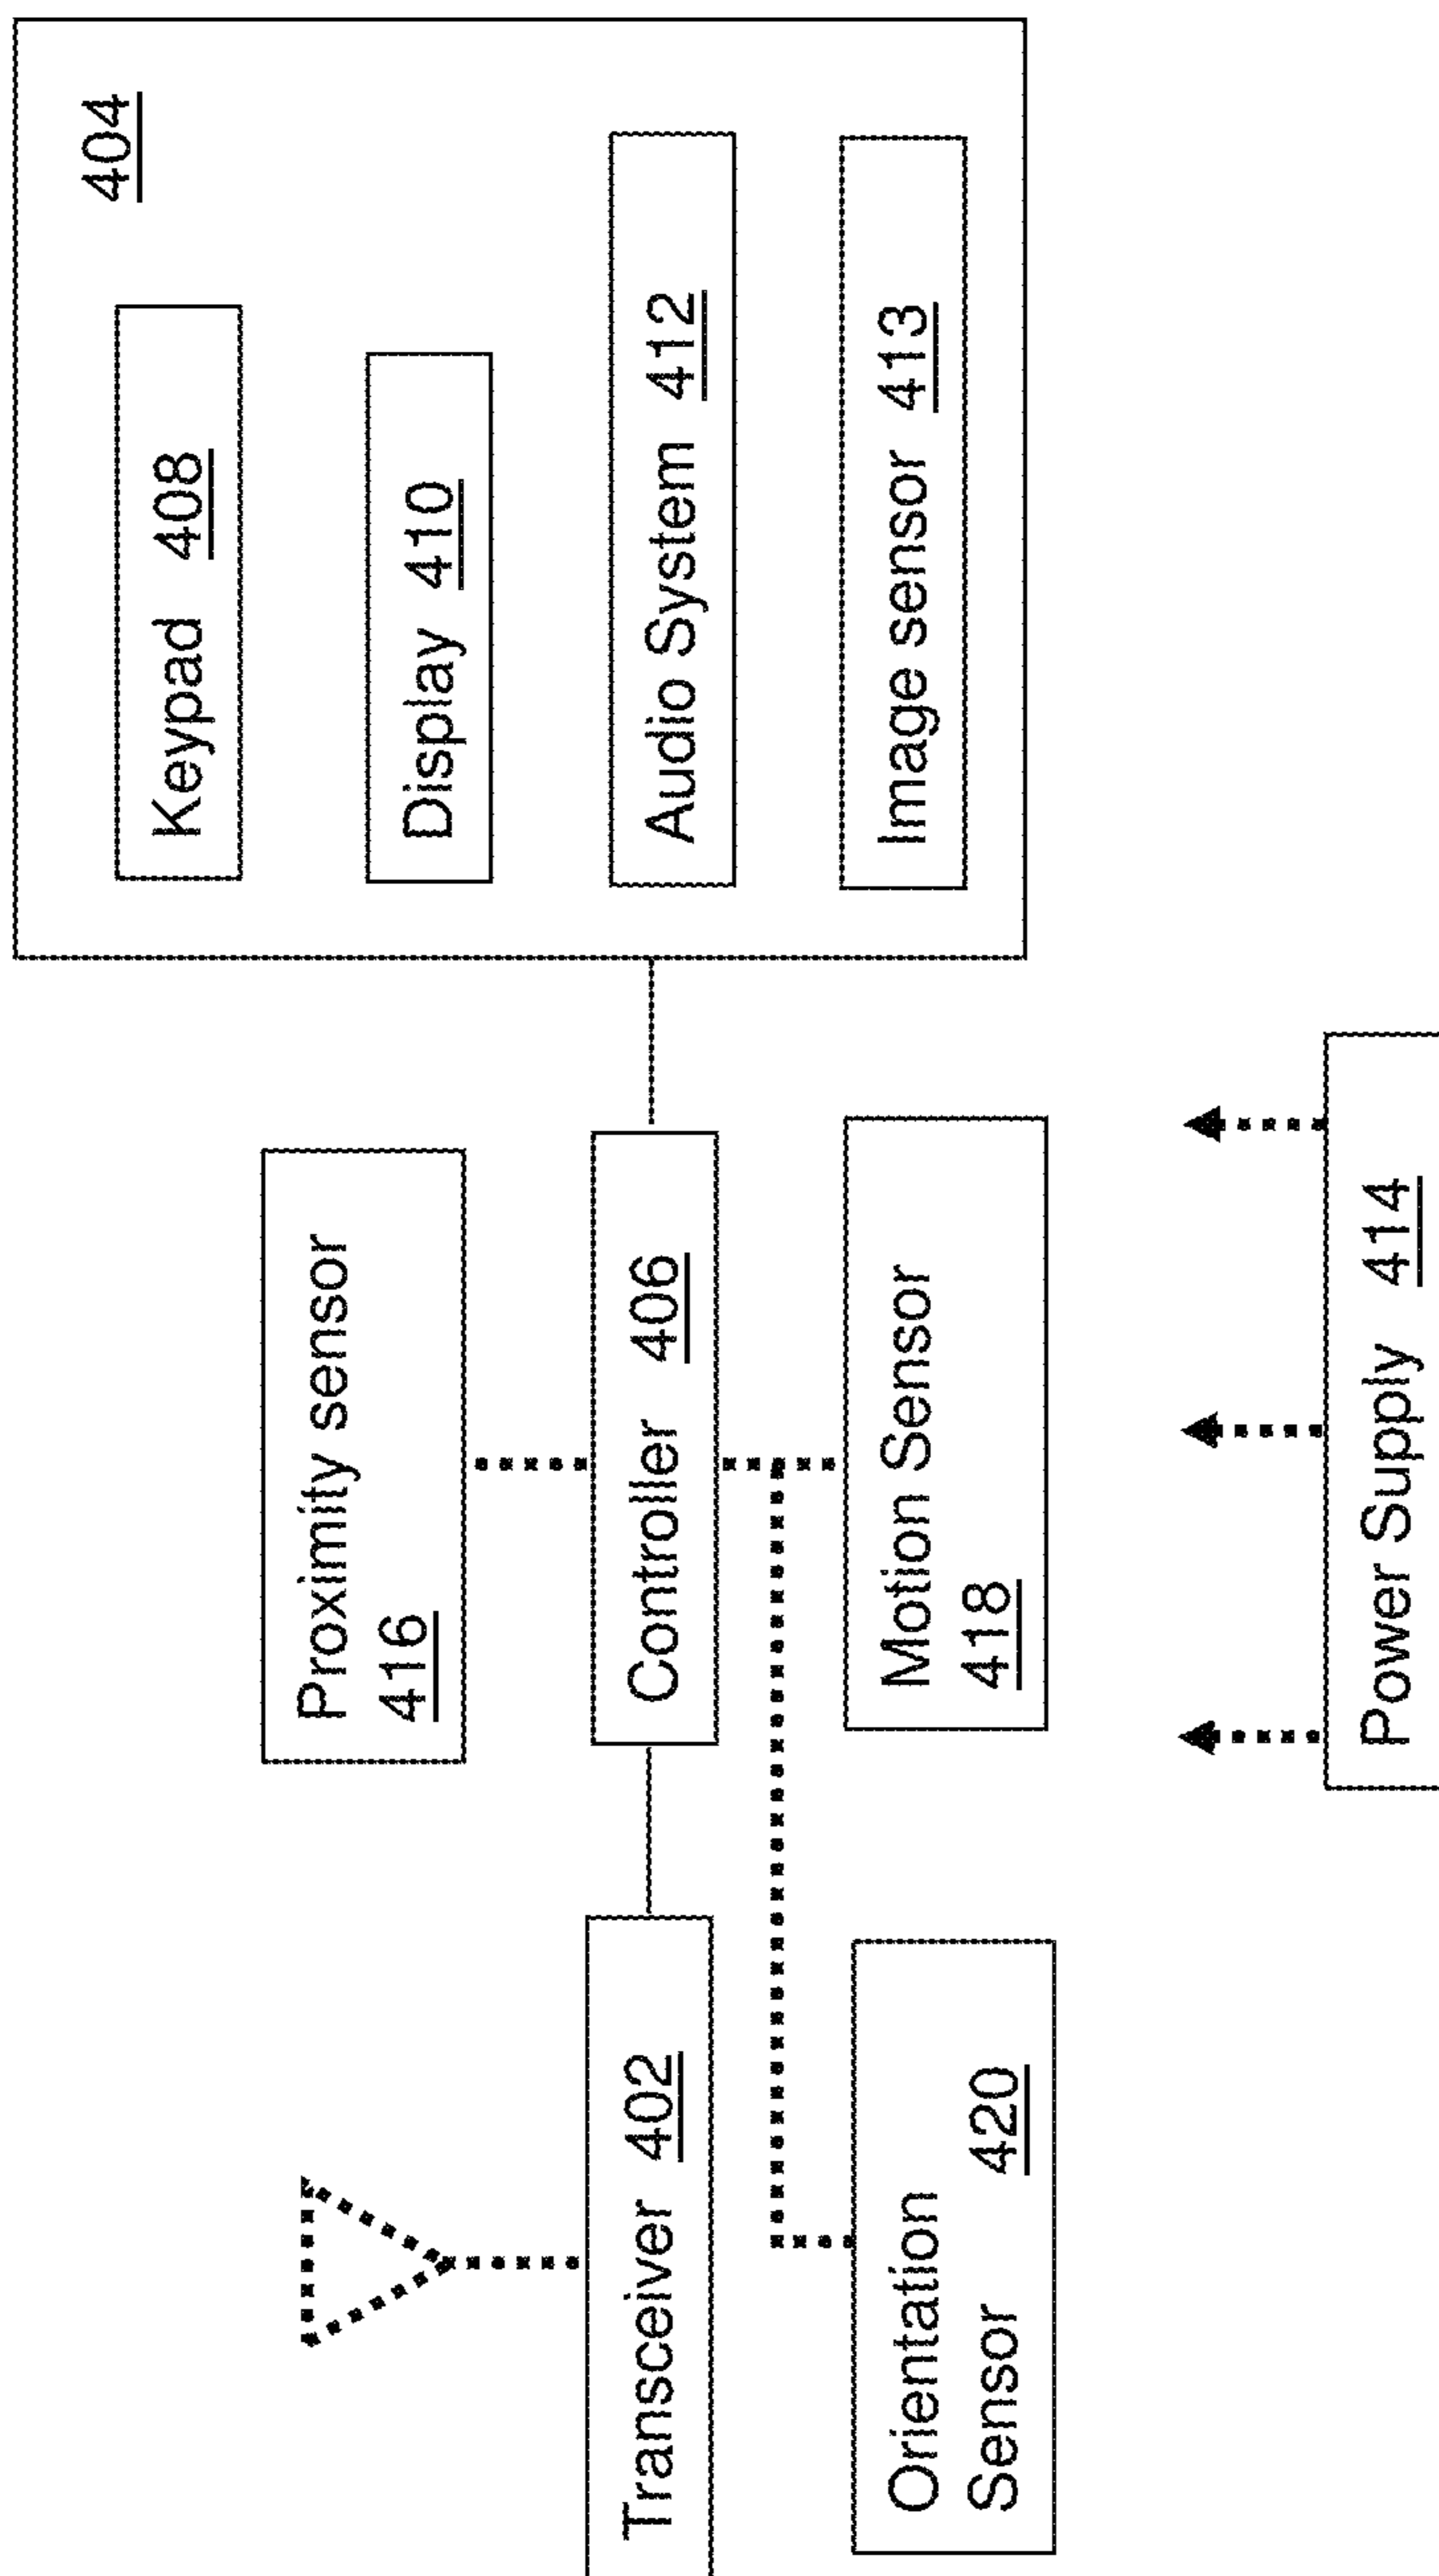 404
Keypad 408
Display 410
Audio System 412
Image sensor 413
Proximity sensor
416
Controller 406
Motion Sensor
418
Transceiver 402
Orientation
Sensor 420
Power Supply 414